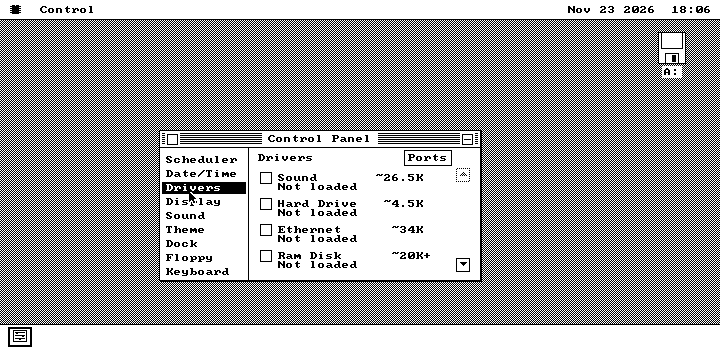 Control
Nov 23 2026 18:06
A:
Control Panel
Scheduler
Date/Time
Drivers
Display
Sound
Theme
Dock
Floppy
Keyboard
Drivers
Ports
Sound ~26.5K
Not loaded
Hard Drive ~4.5K
Not loaded
Ethernet ~34K
Not loaded
Ram Disk ~20K+
Not loaded